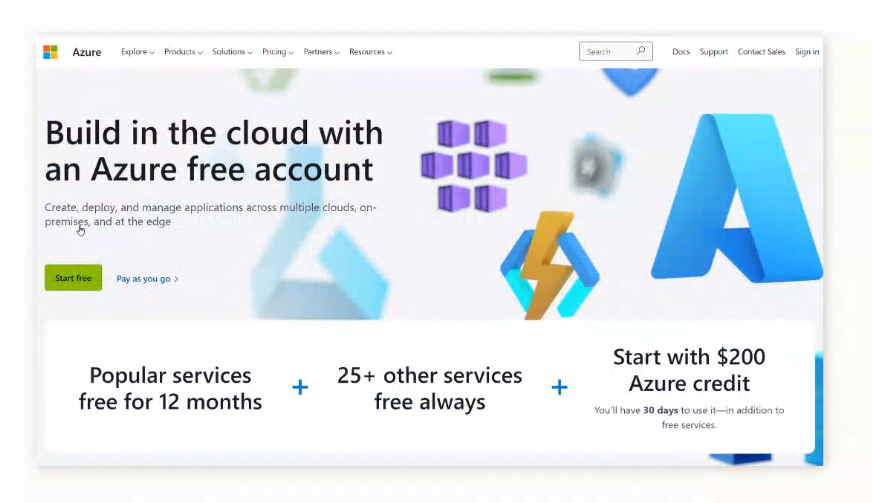 Azure Explore Products Solutions Pricing Partners Resources Search Docs Support Contact Sales Sign in
Build in the cloud with
an Azure free account
Create, deploy, and manage applications across multiple clouds, on-
premises, and at the edge
Start free Pay as you go
Popular services
free for 12 months
+
25+ other services
free always
+
Start with $200
Azure credit
You'll have 30 days to use it—in addition to
free services.